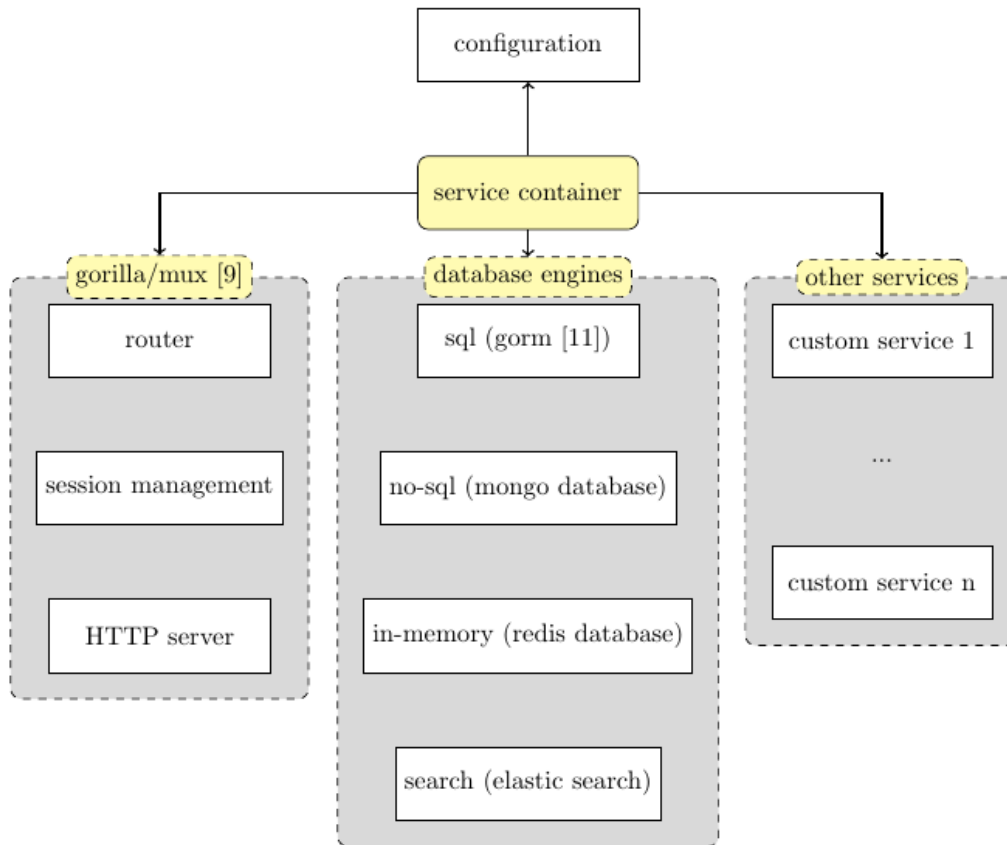 configuration
service container
gorilla/mux [9]
router
session management
HTTP server
database engines
sql (gorm [11])
no-sql (mongo database)
in-memory (redis database)
search (elastic search)
other services
custom service 1
...
custom service n